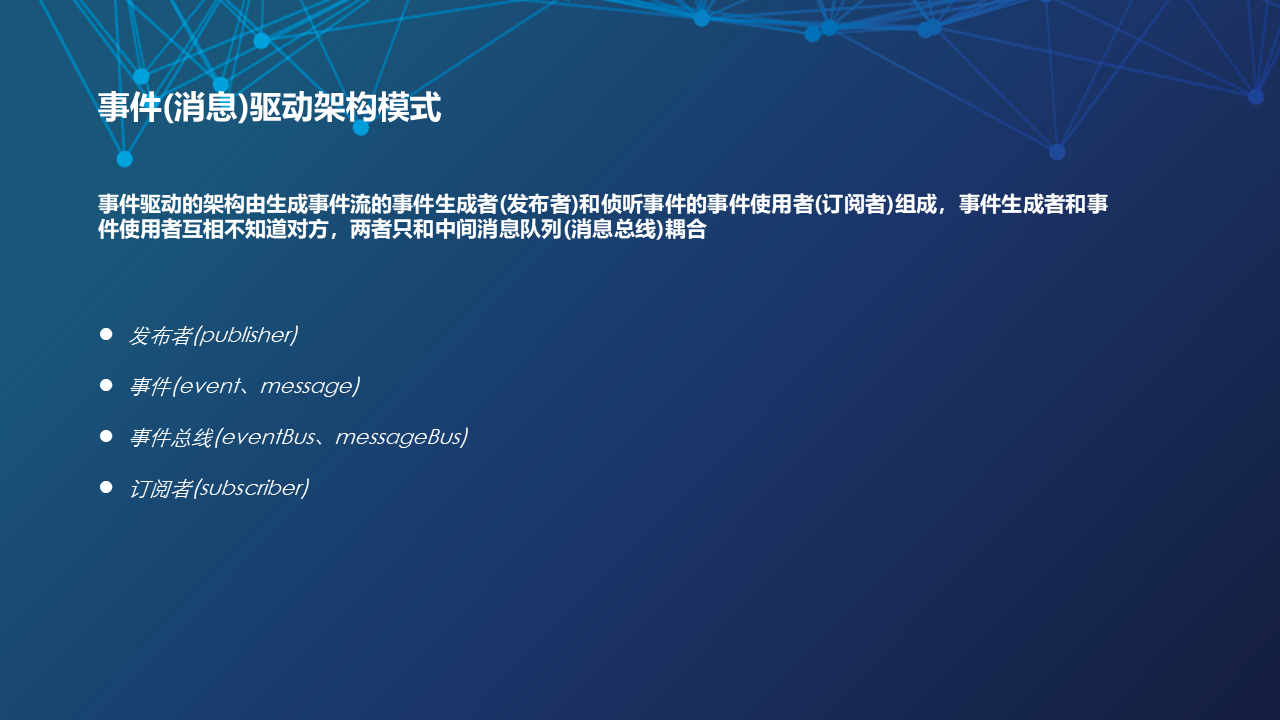 事件(消息)驱动架构模式
事件驱动的架构由生成事件流的事件生成者(发布者)和侦听事件的事件使用者(订阅者)组成，事件生成者和事
件使用者互相不知道对方，两者只和中间消息队列(消息总线)耦合
● 发布者(publisher)
● 事件(event、message)
● 事件总线(eventBus、messageBus)
● 订阅者(subscriber)